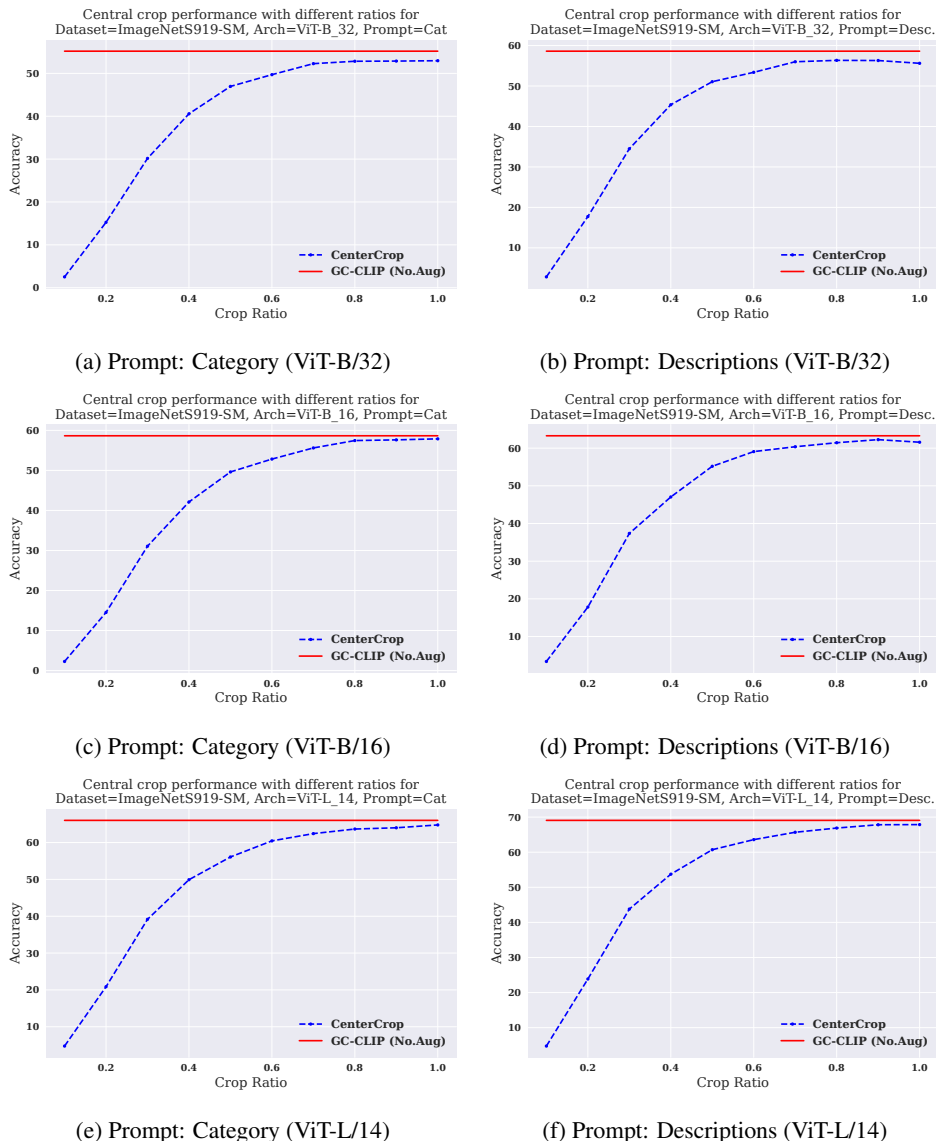 Central crop performance with different ratios for
Dataset=ImageNetS919-SM, Arch=ViT-B_32, Prompt=Cat
50
40
30
20
10
0
Accuracy
CenterCrop
GC-CLIP (No.Aug)
0.2 0.4 0.6 0.8 1.0
Crop Ratio
(a) Prompt: Category (ViT-B/32)
Central crop performance with different ratios for
Dataset=ImageNetS919-SM, Arch=ViT-B_32, Prompt=Desc.
60
50
40
30
20
10
Accuracy
CenterCrop
GC-CLIP (No.Aug)
0.2 0.4 0.6 0.8 1.0
Crop Ratio
(b) Prompt: Descriptions (ViT-B/32)
Central crop performance with different ratios for
Dataset=ImageNetS919-SM, Arch=ViT-B_16, Prompt=Cat
60
50
40
30
20
10
0
Accuracy
CenterCrop
GC-CLIP (No.Aug)
0.2 0.4 0.6 0.8 1.0
Crop Ratio
(c) Prompt: Category (ViT-B/16)
Central crop performance with different ratios for
Dataset=ImageNetS919-SM, Arch=ViT-B_16, Prompt=Desc.
60
50
40
30
20
10
Accuracy
CenterCrop
GC-CLIP (No.Aug)
0.2 0.4 0.6 0.8 1.0
Crop Ratio
(d) Prompt: Descriptions (ViT-B/16)
Central crop performance with different ratios for
Dataset=ImageNetS919-SM, Arch=ViT-L_14, Prompt=Cat
60
50
40
30
20
10
Accuracy
CenterCrop
GC-CLIP (No.Aug)
0.2 0.4 0.6 0.8 1.0
Crop Ratio
(e) Prompt: Category (ViT-L/14)
Central crop performance with different ratios for
Dataset=ImageNetS919-SM, Arch=ViT-L_14, Prompt=Desc.
70
60
50
40
30
20
10
Accuracy
CenterCrop
GC-CLIP (No.Aug)
0.2 0.4 0.6 0.8 1.0
Crop Ratio
(f) Prompt: Descriptions (ViT-L/14)